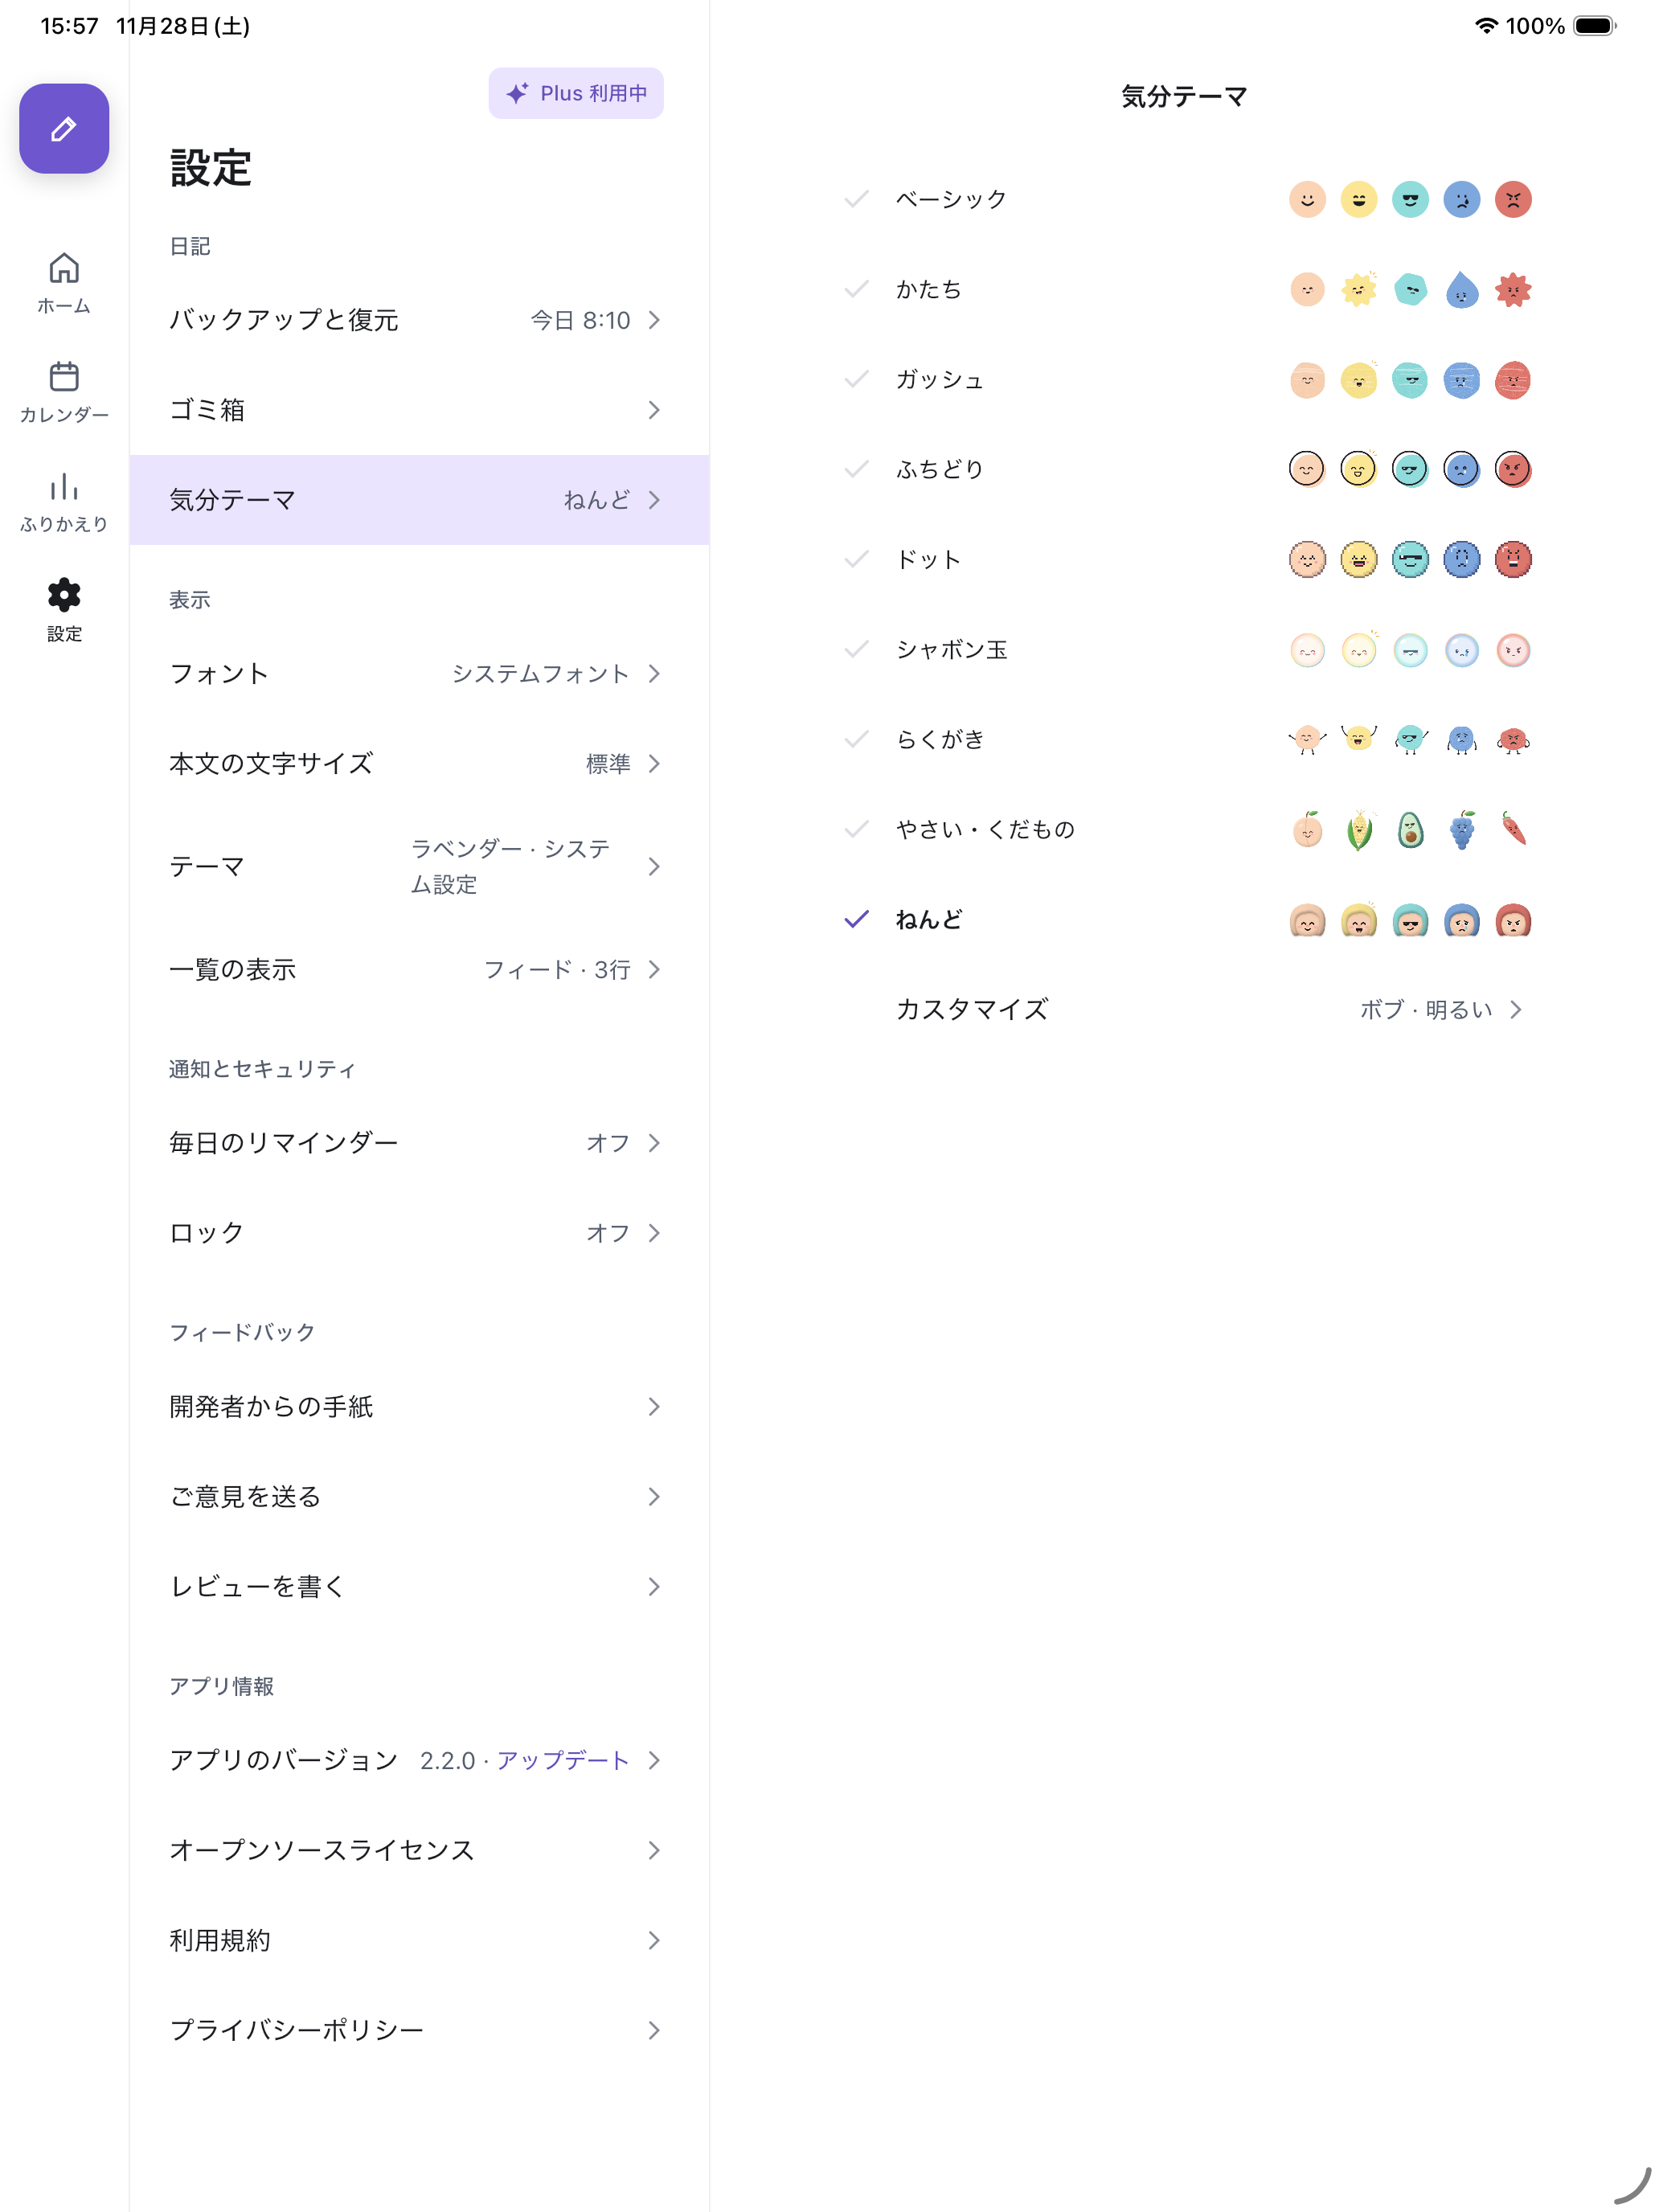 15:57 11月28日(土)
100%
Plus 利用中
設定
日記
バックアップと復元 今日 8:10
ゴミ箱
気分テーマ ねんど
表示
フォント システムフォント
本文の文字サイズ 標準
テーマ ラベンダー · システ
ム設定
一覧の表示 フィード · 3行
通知とセキュリティ
毎日のリマインダー オフ
ロック オフ
フィードバック
開発者からの手紙
ご意見を送る
レビューを書く
アプリ情報
アプリのバージョン 2.2.0 · アップデート
オープンソースライセンス
利用規約
プライバシーポリシー
ホーム
カレンダー
ふりかえり
設定
気分テーマ
ベーシック
かたち
ガッシュ
ふちどり
ドット
シャボン玉
らくがき
やさい・くだもの
ねんど
カスタマイズ ボブ · 明るい